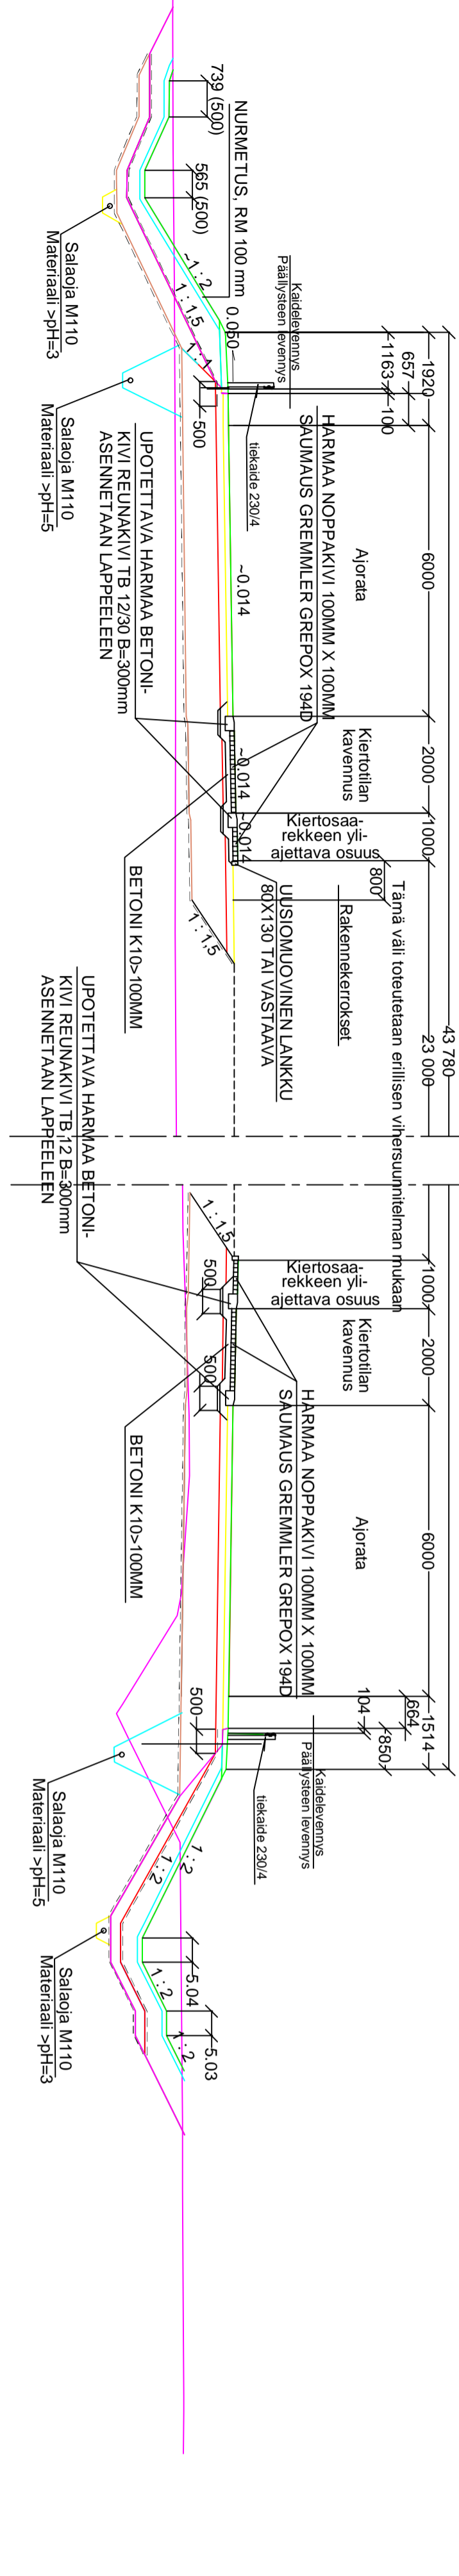 739 (500)
565 (500)
NURMETUS, RM 100 mm
~1:2
1:1,5
1:1
0.050
Salaoja M110
Materiaali >pH=3
Salaoja M110
Materiaali >pH=5
Kaidelevennys
Päällysteen levennys
1920
657
1163
100
500
tiekaide 230/4
HARMAA NOPPAKIVI 100MM X 100MM
SAUMAUS GREMMLER GREPOX 194D
UPOTETTAVA HARMAA BETONI-
KIVI REUNAKIVI TB 12/30 B=300mm
ASENNETAAN LAPPEELEEN
6000
Ajorata
~0.014
2000
Kiertotilan
kavennus
~0.014
1000
Kiertosaa-
rekkeen yli-
ajettava osuus
~0.014
800
BETONI K10>100MM
1:1,5
UUSIOMUOVINEN LANKKU
80X130 TAI VASTAAVA
Rakennekerrokset
Tämä väli toteutetaan erillisen vihersuunnitelman mukaan
43 780
23 000
UPOTETTAVA HARMAA BETONI-
KIVI REUNAKIVI TB 12 B=300mm
ASENNETAAN LAPPEELEEN
1:1,5
1000
Kiertosaa-
rekkeen yli-
ajettava osuus
500
2000
Kiertotilan
kavennus
500
BETONI K10>100MM
HARMAA NOPPAKIVI 100MM X 100MM
SAUMAUS GREMMLER GREPOX 194D
6000
Ajorata
1514
664
850
104
500
Kaidelevennys
Päällysteen levennys
tiekaide 230/4
Salaoja M110
Materiaali >pH=5
1:2
1:2
Salaoja M110
Materiaali >pH=3
5.04
1:2
5.03
1:2